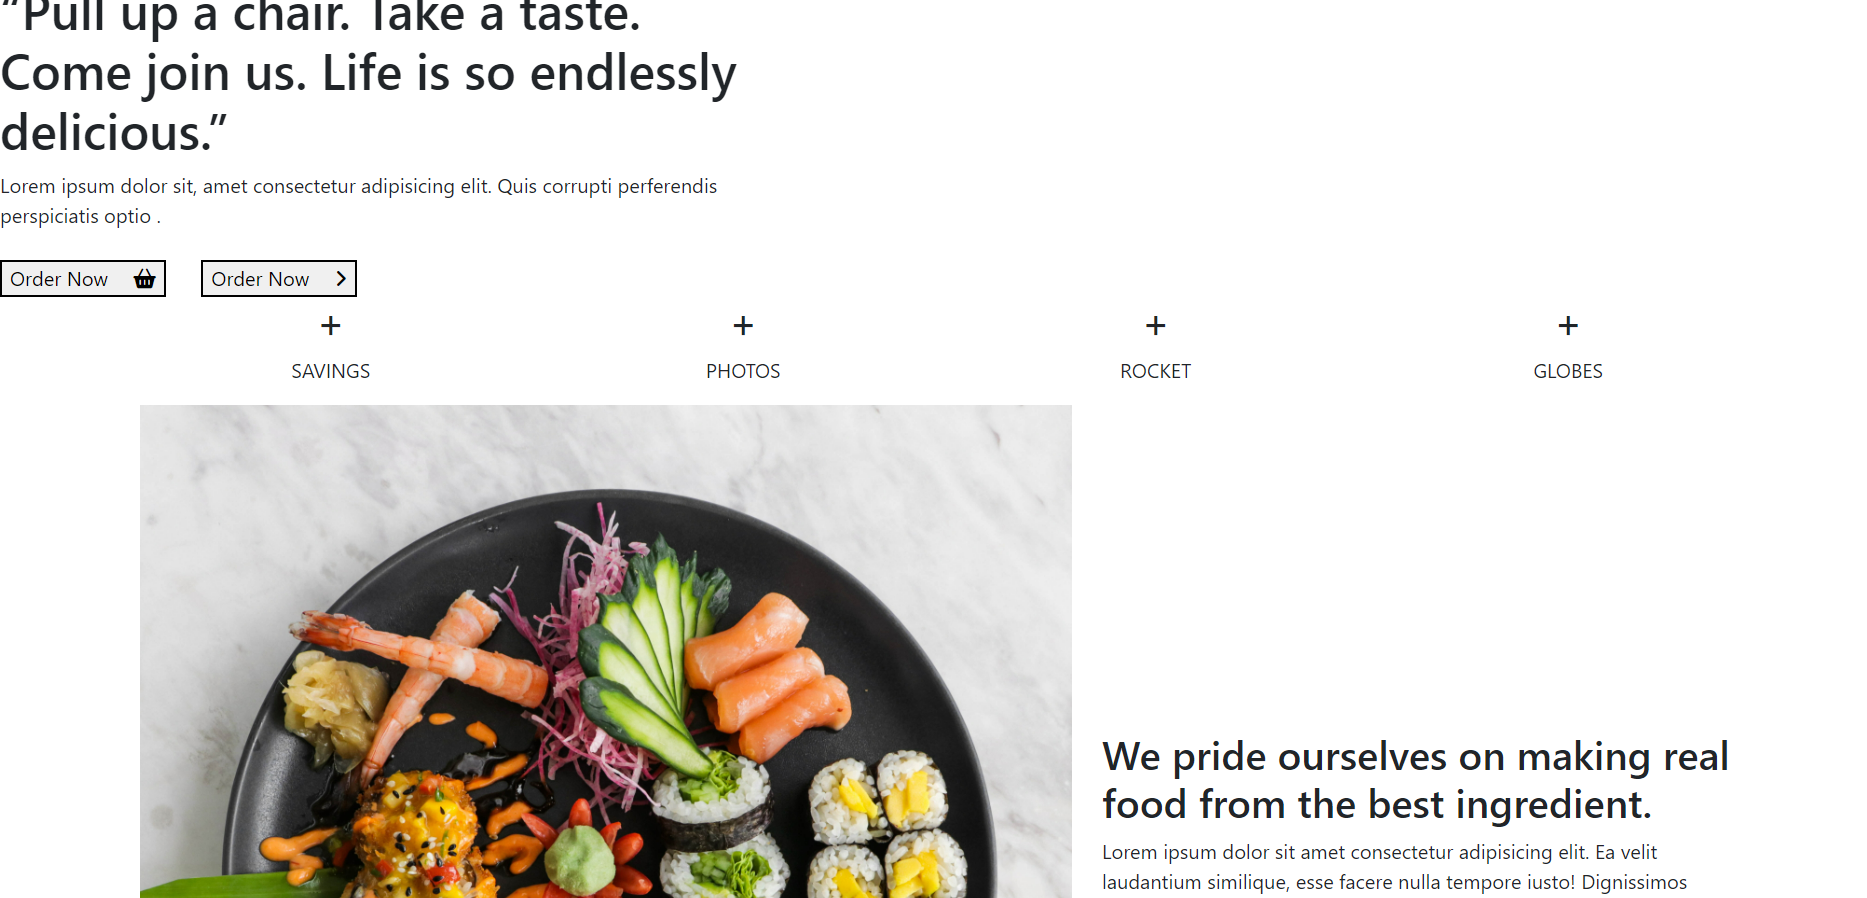 “Pull up a chair. Take a taste.
Come join us. Life is so endlessly
delicious.”
Lorem ipsum dolor sit, amet consectetur adipisicing elit. Quis corrupti perferendis
perspiciatis optio .
Order Now
Order Now
SAVINGS
PHOTOS
ROCKET
GLOBES
We pride ourselves on making real
food from the best ingredient.
Lorem ipsum dolor sit amet consectetur adipisicing elit. Ea velit
laudantium similique, esse facere nulla tempore iusto! Dignissimos